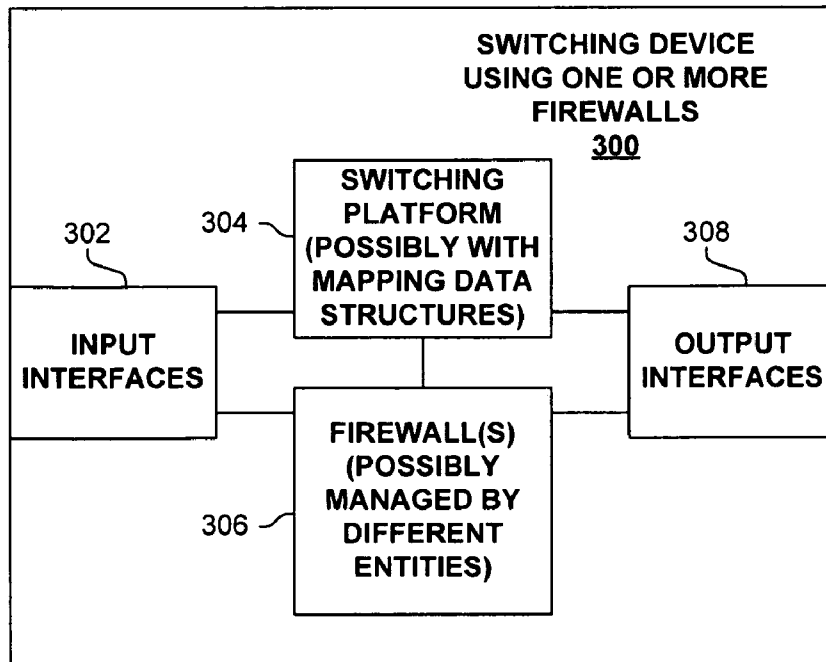 SWITCHING DEVICE
USING ONE OR MORE
FIREWALLS
300
304
SWITCHING
PLATFORM
(POSSIBLY WITH
MAPPING DATA
STRUCTURES)
302
INPUT
INTERFACES
308
OUTPUT
INTERFACES
306
FIREWALL(S)
(POSSIBLY
MANAGED BY
DIFFERENT
ENTITIES)